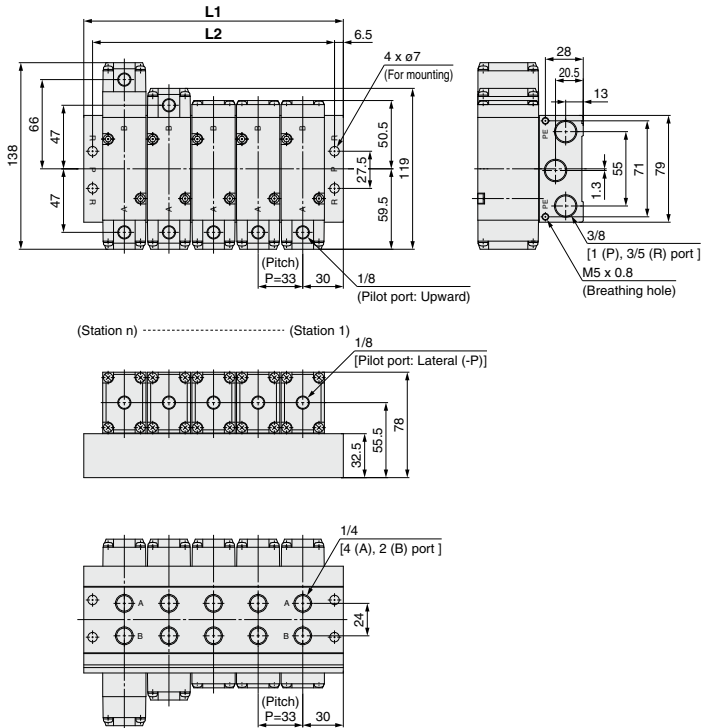 L1
L2
6.5
4 x ø7
(For mounting)
138
66
47
47
R
P
R
B
B
B
B
B
A
A
A
A
A
R
P
R
27.5
50.5
59.5
119
(Pitch)
P=33
30
1/8
(Pilot port: Upward)
28
20.5
13
PE
PE
1.3
55
71
79
3/8
[1 (P), 3/5 (R) port ]
M5 x 0.8
(Breathing hole)
(Station n)
(Station 1)
1/8
[Pilot port: Lateral (-P)]
32.5
55.5
78
1/4
[4 (A), 2 (B) port ]
A
A
B
B
24
(Pitch)
P=33
30